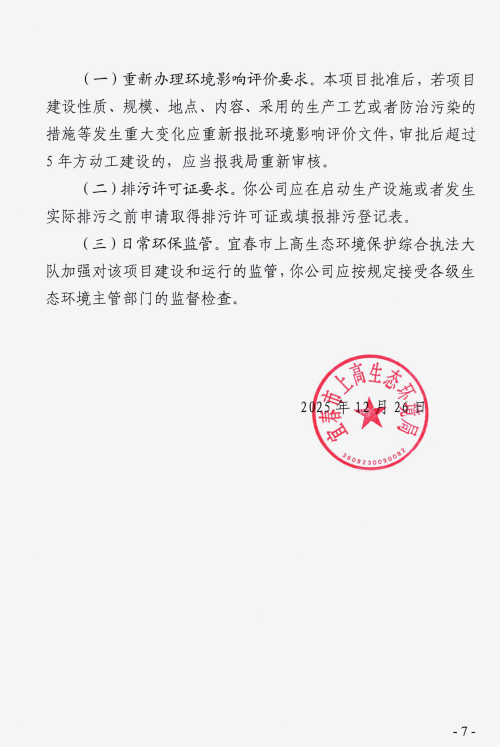 （一）重新办理环境影响评价要求。本项目批准后，若项目
建设性质、规模、地点、内容、采用的生产工艺或者防治污染的
措施等发生重大变化应重新报批环境影响评价文件，审批后超过
5 年方动工建设的，应当报我局重新审核。
（二）排污许可证要求。你公司应在启动生产设施或者发生
实际排污之前申请取得排污许可证或填报排污登记表。
（三）日常环保监管。宜春市上高生态环境保护综合执法大
队加强对该项目建设和运行的监管，你公司应按规定接受各级生
态环境主管部门的监督检查。
宜春市上高生态环境局
2025 年 12 月 26 日
3609230090082
- 7 -